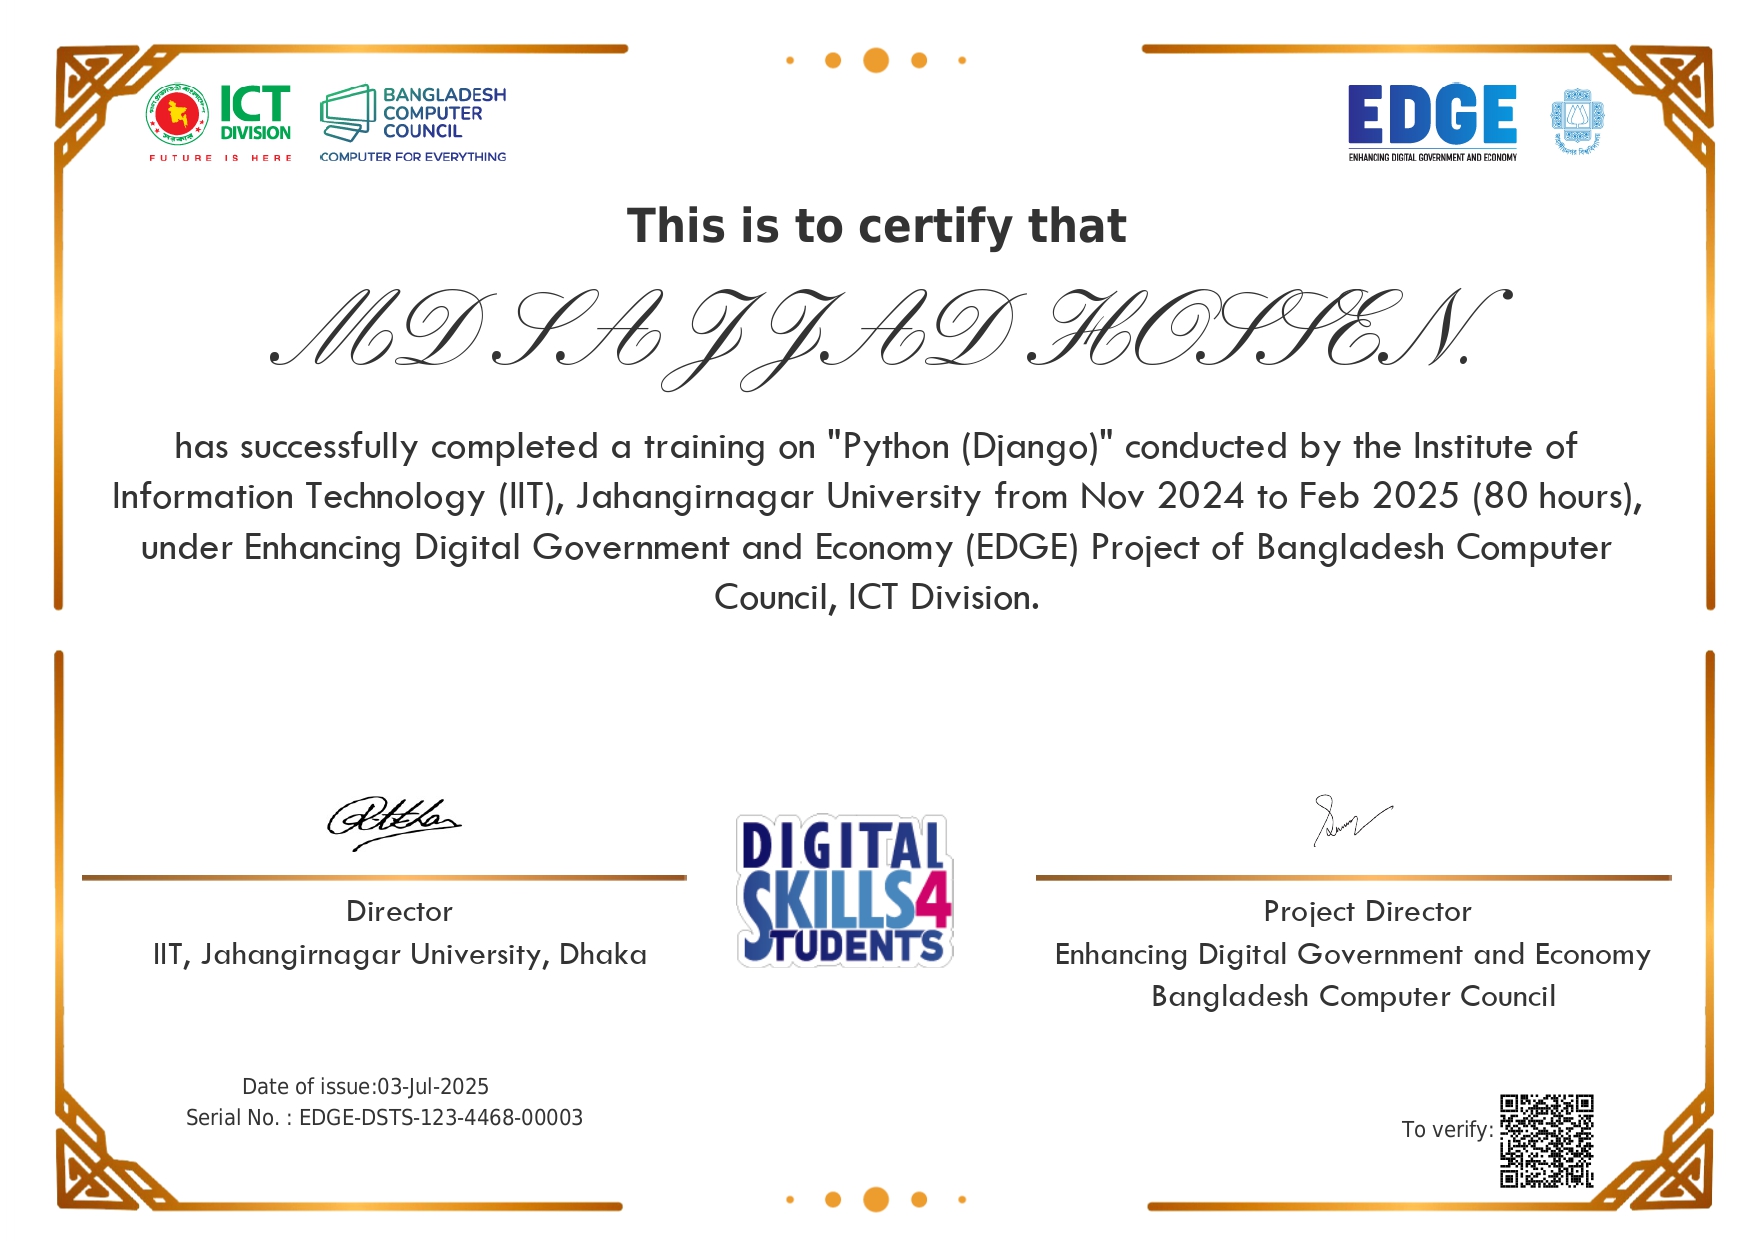 ICT
DIVISION
FUTURE IS HERE
BANGLADESH
COMPUTER
COUNCIL
COMPUTER FOR EVERYTHING
EDGE
ENHANCING DIGITAL GOVERNMENT AND ECONOMY
This is to certify that
MD SAJJAD HOSSEN.
has successfully completed a training on "Python (Django)" conducted by the Institute of
Information Technology (IIT), Jahangirnagar University from Nov 2024 to Feb 2025 (80 hours),
under Enhancing Digital Government and Economy (EDGE) Project of Bangladesh Computer
Council, ICT Division.
DIGITAL
SKILLS4
STUDENTS
Director
IIT, Jahangirnagar University, Dhaka
Project Director
Enhancing Digital Government and Economy
Bangladesh Computer Council
Date of issue:03-Jul-2025
Serial No. : EDGE-DSTS-123-4468-00003
To verify: